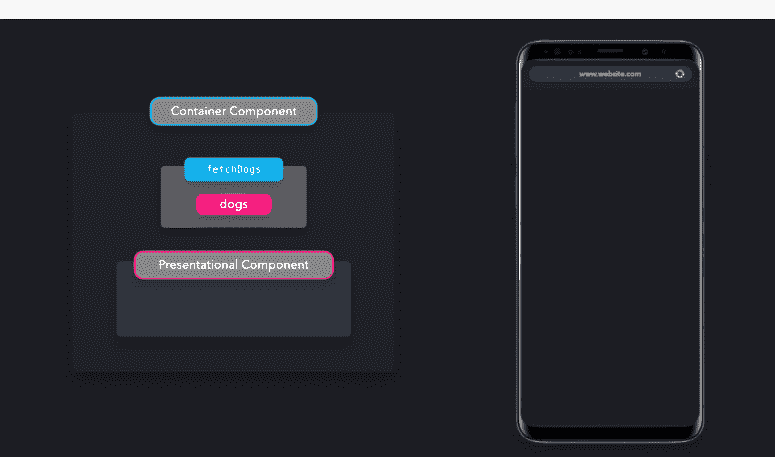 www.website.com
Container Component
fetchDogs
dogs
Presentational Component